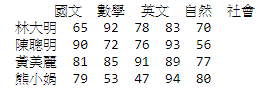 國文 數學 英文 自然 社會
林大明 65 92 78 83 70
陳聰明 90 72 76 93 56
黃美麗 81 85 91 89 77
熊小娟 79 53 47 94 80